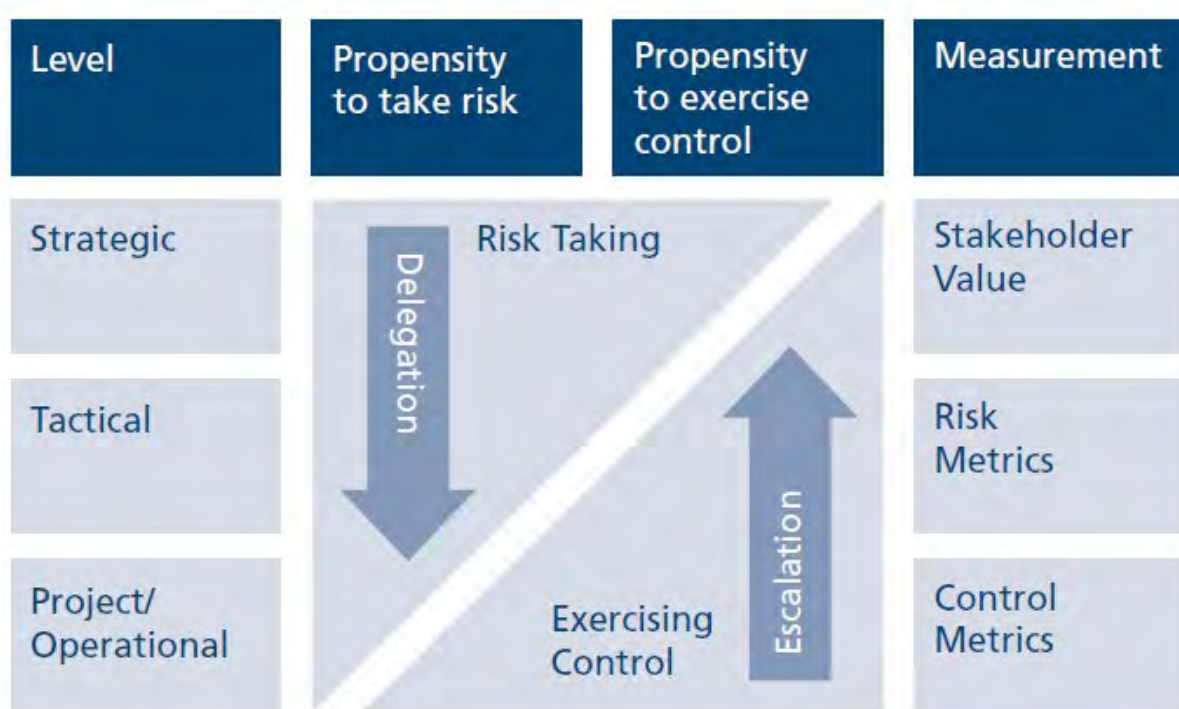 Level
Propensity
to take risk
Propensity
to exercise
control
Measurement
Strategic
Delegation
Risk Taking
Stakeholder
Value
Tactical
Risk
Metrics
Project/
Operational
Exercising
Control
Escalation
Control
Metrics